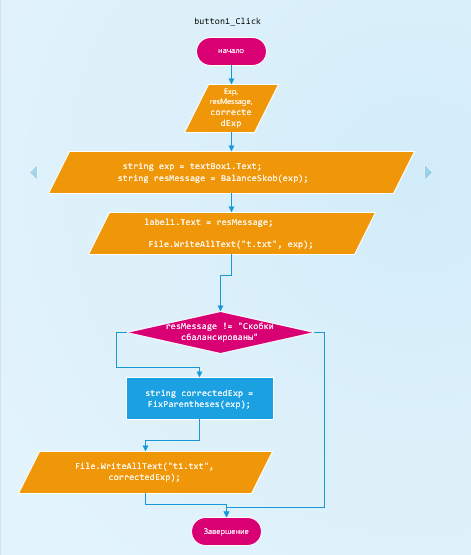 button1_Click
начало
Exp,
resMessage,
correcte
dExp
string exp = textBox1.Text;
string resMessage = BalanceSkob(exp);
label1.Text = resMessage;
File.WriteAllText("t.txt", exp);
resMessage != "Скобки
сбалансированы"
string correctedExp =
FixParentheses(exp);
File.WriteAllText("t1.txt",
correctedExp);
Завершение